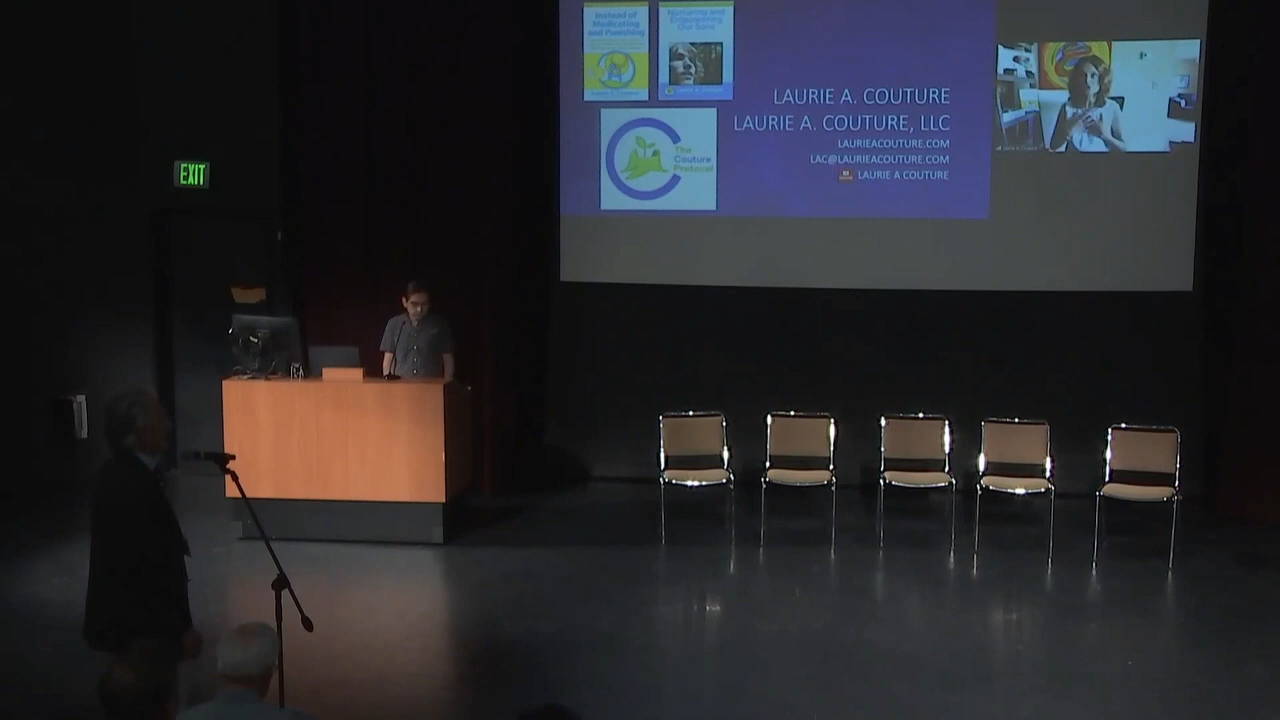 Instead of
Medicating
and Punishing
Nurturing and
Empowering
Our Sons
LAURIE A. COUTURE
LAURIE A. COUTURE, LLC
LAURIEACOUTURE.COM
LAC@LAURIEACOUTURE.COM
LAURIE A COUTURE
The
Couture
Protocol
EXIT